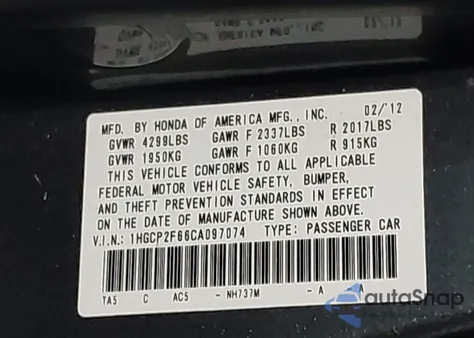 MFD. BY HONDA OF AMERICA MFG., INC. 02/'12
GVWR 4299LBS GAWR F 2337LBS R 2017LBS
GVWR 1950KG GAWR F 1060KG R 915KG
THIS VEHICLE CONFORMS TO ALL APPLICABLE
FEDERAL MOTOR VEHICLE SAFETY, BUMPER,
AND THEFT PREVENTION STANDARDS IN EFFECT
ON THE DATE OF MANUFACTURE SHOWN ABOVE.
V.I.N.: 1HGCP2F66CA097074 TYPE: PASSENGER CAR
TA5 C AC5 - NH737M - A A
autoSnap